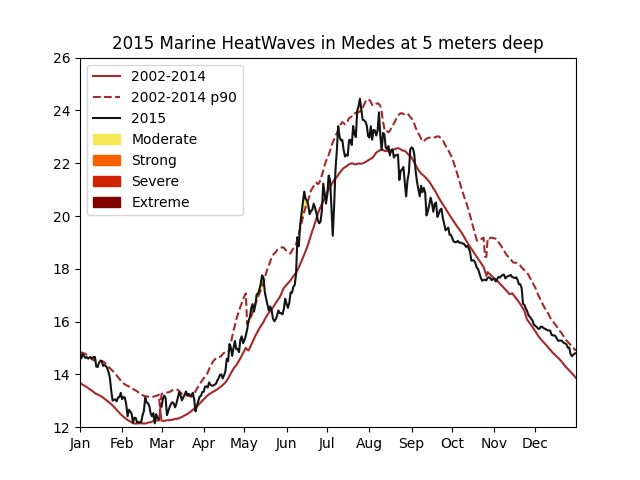 2015 Marine HeatWaves in Medes at 5 meters deep
26
24
22
20
18
16
14
12
2002-2014
2002-2014 p90
2015
Moderate
Strong
Severe
Extreme
Jan Feb Mar Apr May Jun Jul Aug Sep Oct Nov Dec